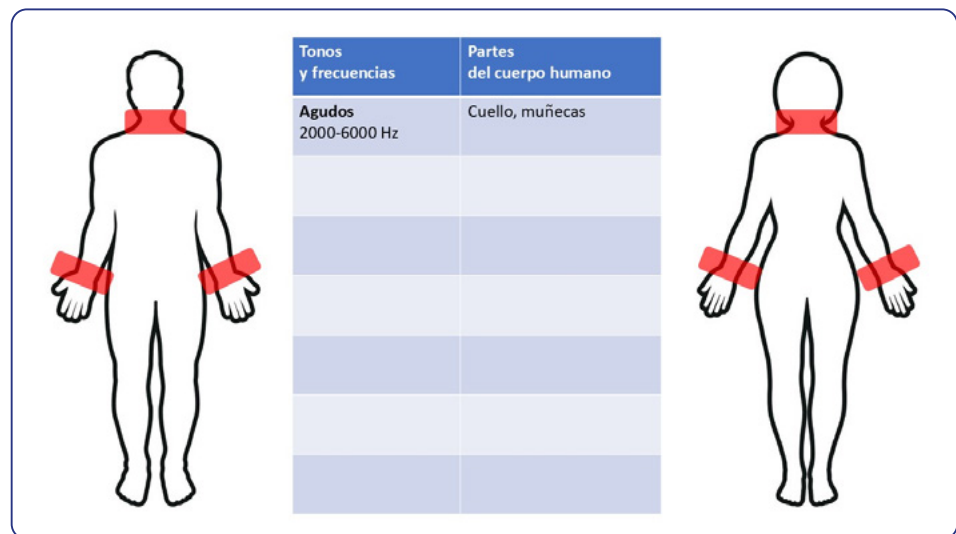 Tonos
y frecuencias
Partes
del cuerpo humano
Agudos
2000-6000 Hz
Cuello, muñecas